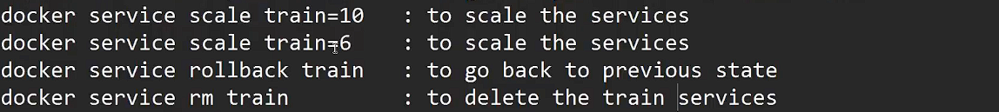 docker service scale train=10   : to scale the services
docker service scale train=6    : to scale the services
docker service rollback train   : to go back to previous state
docker service rm train         : to delete the train services